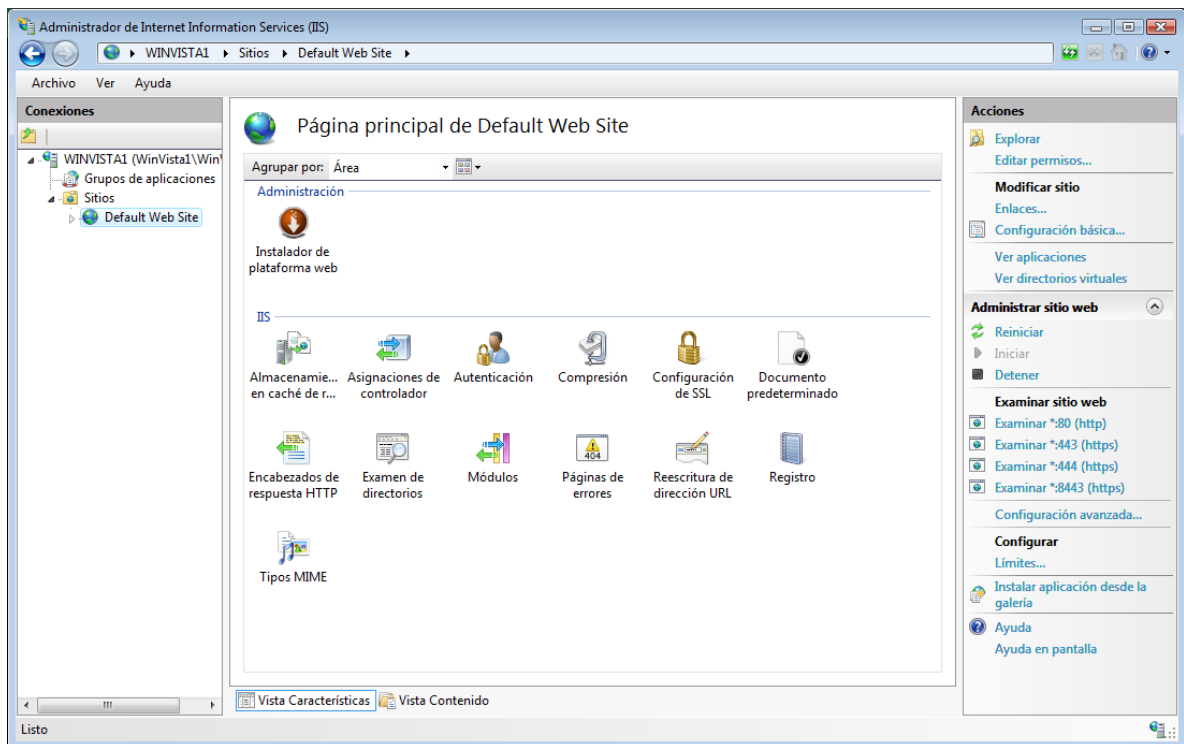 Administrador de Internet Information Services (IIS)
WINVISTA1 Sitios Default Web Site
Archivo Ver Ayuda
Conexiones
WINVISTA1 (WinVista1\Win
Grupos de aplicaciones
Sitios
Default Web Site
Página principal de Default Web Site
Agrupar por: Área
Administración
Instalador de
plataforma web
IIS
Almacenamie...
en caché de r...
Asignaciones de
controlador
Autenticación
Compresión
Configuración
de SSL
Documento
predeterminado
Encabezados de
respuesta HTTP
Examen de
directorios
Módulos
404
Páginas de
errores
Reescritura de
dirección URL
Registro
Tipos MIME
Vista Características Vista Contenido
Acciones
Explorar
Editar permisos...
Modificar sitio
Enlaces...
Configuración básica...
Ver aplicaciones
Ver directorios virtuales
Administrar sitio web
Reiniciar
Iniciar
Detener
Examinar sitio web
Examinar *:80 (http)
Examinar *:443 (https)
Examinar *:444 (https)
Examinar *:8443 (https)
Configuración avanzada...
Configurar
Límites...
Instalar aplicación desde la
galería
Ayuda
Ayuda en pantalla
Listo